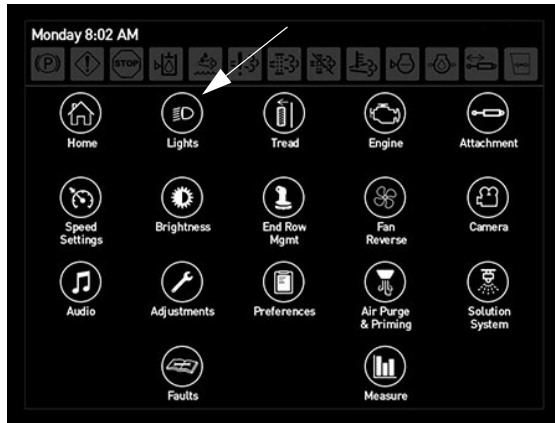 Monday 8:02 AM
STOP
Home
Lights
Tread
Engine
Attachment
Speed
Settings
Brightness
End Row
Mgmt
Fan
Reverse
Camera
Audio
Adjustments
Preferences
Air Purge
& Priming
Solution
System
Faults
Measure